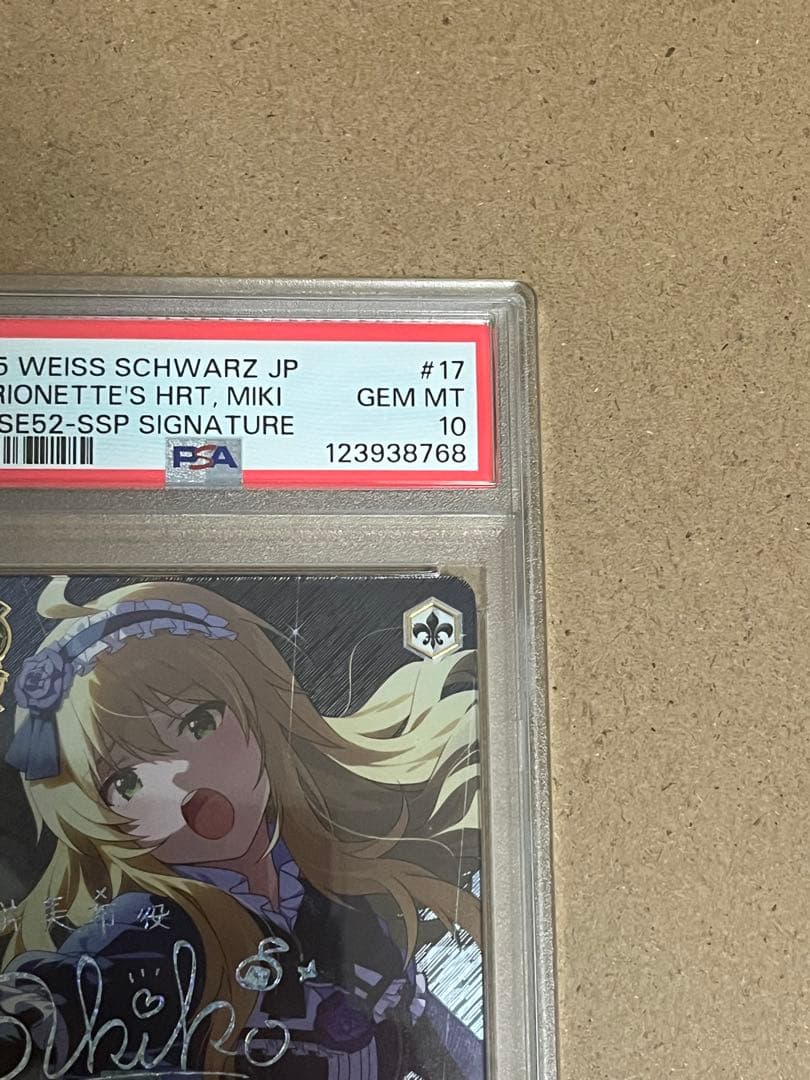 5 WEISS SCHWARZ JP #17
RIONETTE'S HRT, MIKI GEM MT
SE52-SSP SIGNATURE 10
PSA 123938768
美希役
Akiko